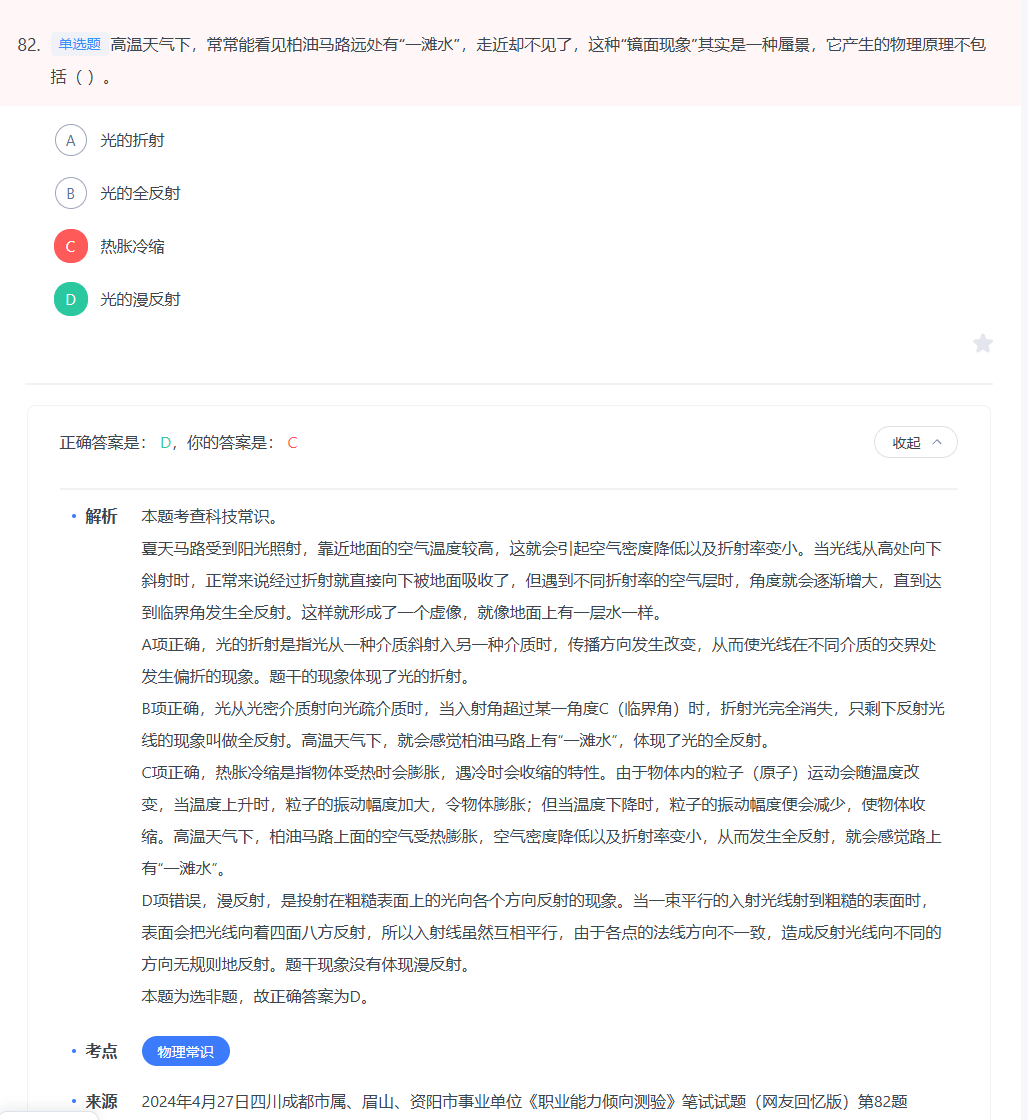 82. 单选题 高温天气下，常常能看见柏油马路远处有“一滩水”，走近却不见了，这种“镜面现象”其实是一种蜃景，它产生的物理原理不包
括（ ）。
A 光的折射
B 光的全反射
C 热胀冷缩
D 光的漫反射
正确答案是： D，你的答案是： C
收起
解析 本题考查科技常识。
夏天马路受到阳光照射，靠近地面的空气温度较高，这就会引起空气密度降低以及折射率变小。当光线从高处向下
斜射时，正常来说经过折射就直接向下被地面吸收了，但遇到不同折射率的空气层时，角度就会逐渐增大，直到达
到临界角发生全反射。这样就形成了一个虚像，就像地面上有一层水一样。
A项正确，光的折射是指光从一种介质斜射入另一种介质时，传播方向发生改变，从而使光线在不同介质的交界处
发生偏折的现象。题干的现象体现了光的折射。
B项正确，光从光密介质射向光疏介质时，当入射角超过某一角度C（临界角）时，折射光完全消失，只剩下反射光
线的现象叫做全反射。高温天气下，就会感觉柏油马路上有“一滩水”，体现了光的全反射。
C项正确，热胀冷缩是指物体受热时会膨胀，遇冷时会收缩的特性。由于物体内的粒子（原子）运动会随温度改
变，当温度上升时，粒子的振动幅度加大，令物体膨胀；但当温度下降时，粒子的振动幅度便会减少，使物体收
缩。高温天气下，柏油马路上面的空气受热膨胀，空气密度降低以及折射率变小，从而发生全反射，就会感觉路上
有“一滩水”。
D项错误，漫反射，是投射在粗糙表面上的光向各个方向反射的现象。当一束平行的入射光线射到粗糙的表面时，
表面会把光线向着四面八方反射，所以入射线虽然互相平行，由于各点的法线方向不一致，造成反射光线向不同的
方向无规则地反射。题干现象没有体现漫反射。
本题为选非题，故正确答案为D。
考点 物理常识
来源 2024年4月27日四川成都市属、眉山、资阳市事业单位《职业能力倾向测验》笔试试题（网友回忆版）第82题